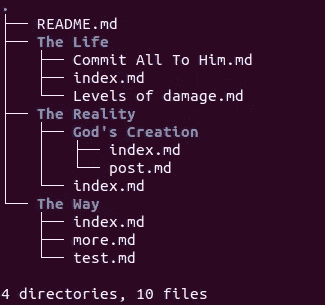 .
├── README.md
├── The Life
│   ├── Commit All To Him.md
│   ├── index.md
│   └── Levels of damage.md
├── The Reality
│   ├── God's Creation
│   │   ├── index.md
│   │   └── post.md
│   └── index.md
└── The Way
    ├── index.md
    ├── more.md
    └── test.md

4 directories, 10 files